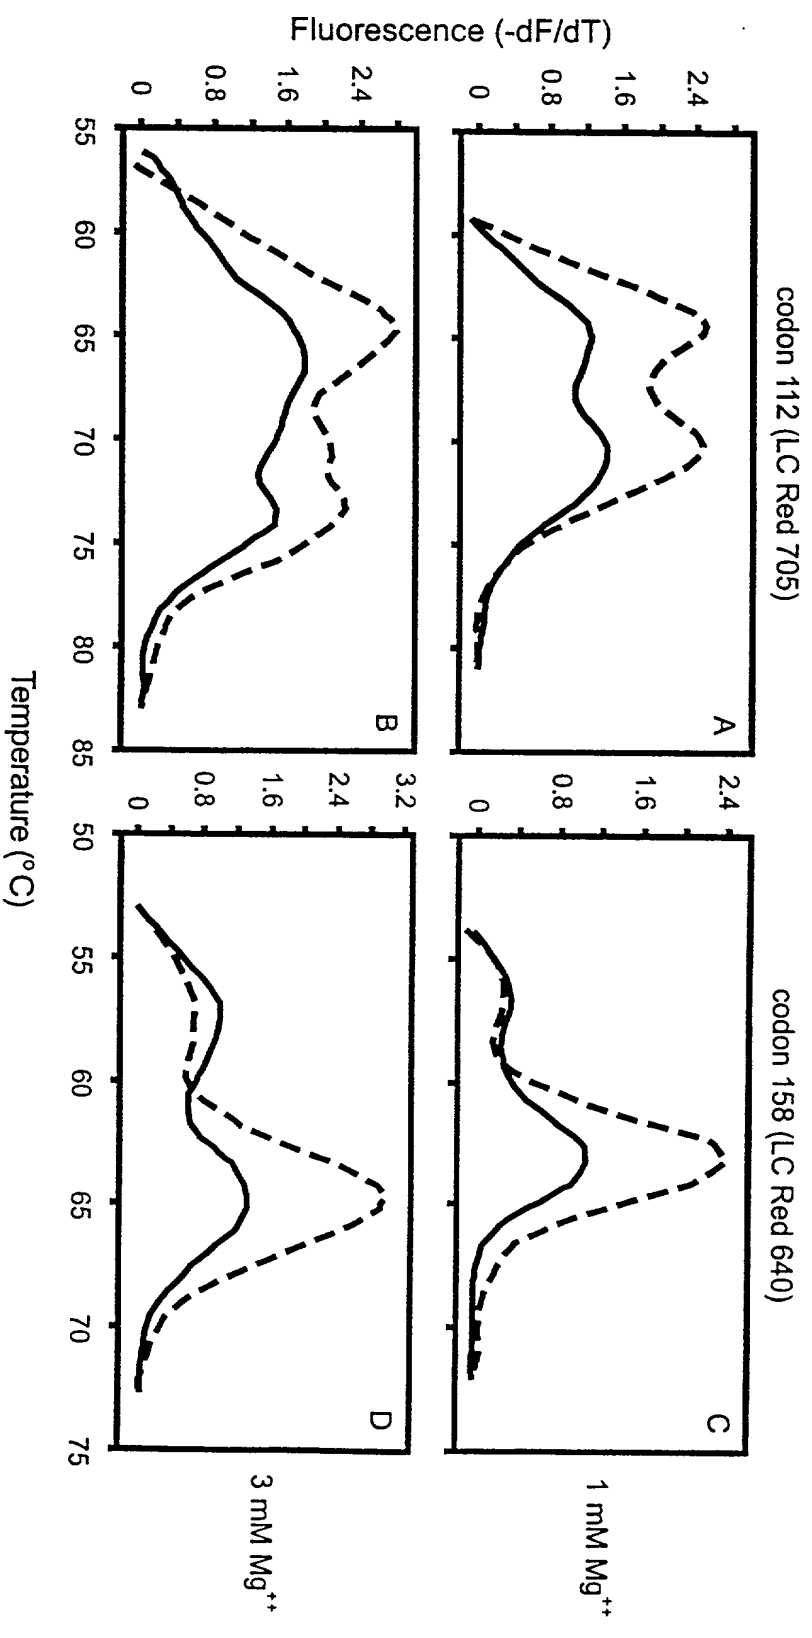 codon 112 (LC Red 705)
codon 158 (LC Red 640)
Fluorescence (-dF/dT)
2.4
1.6
0.8
0
A
2.4
1.6
0.8
0
C
1 mM Mg++
2.4
1.6
0.8
0
B
3.2
2.4
1.6
0.8
0
D
3 mM Mg++
55 60 65 70 75 80 85
50 55 60 65 70 75
Temperature (°C)